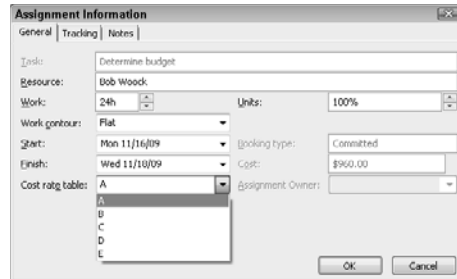 Assignment Information
General Tracking Notes
Task: Determine budget
Resource: Bob Woock
Work: 24h Units: 100%
Work contour: Flat
Start: Mon 11/16/09 Booking type: Committed
Finish: Wed 11/18/09 Cost: $960.00
Cost rate table: A Assignment Owner:
A
B
C
D
E
OK Cancel